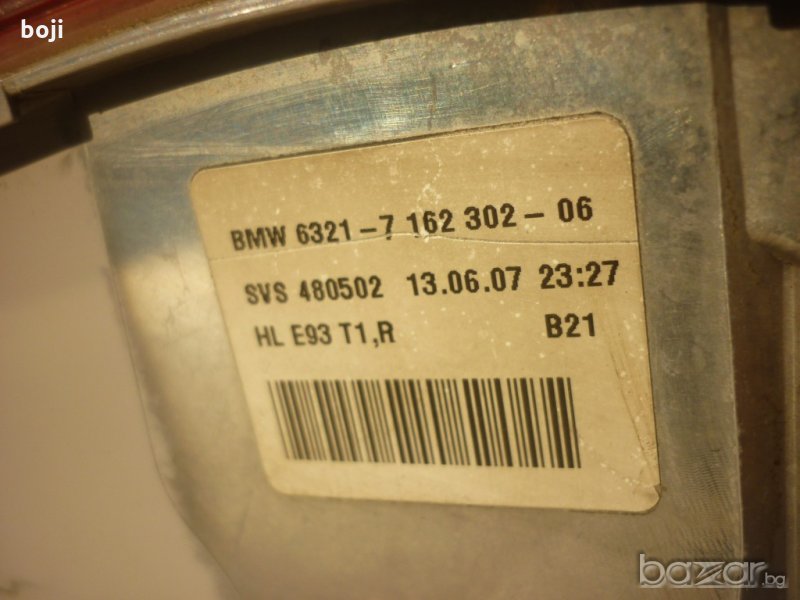 boji
BMW 6321-7 162 302-06
SVS 480502 13.06.07 23:27
HL E93 T1,R B21
bazar.bg